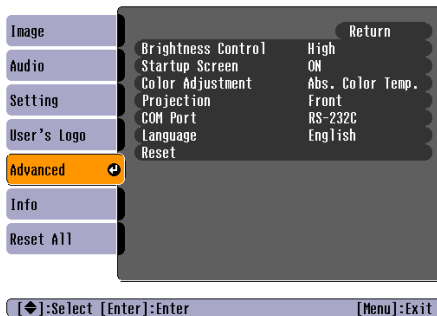 Image
Audio
Setting
User's Logo
Advanced
Info
Reset All
Return
Brightness Control High
Startup Screen ON
Color Adjustment Abs. Color Temp.
Projection Front
COM Port RS-232C
Language English
Reset
[◆]:Select [Enter]:Enter [Menu]:Exit